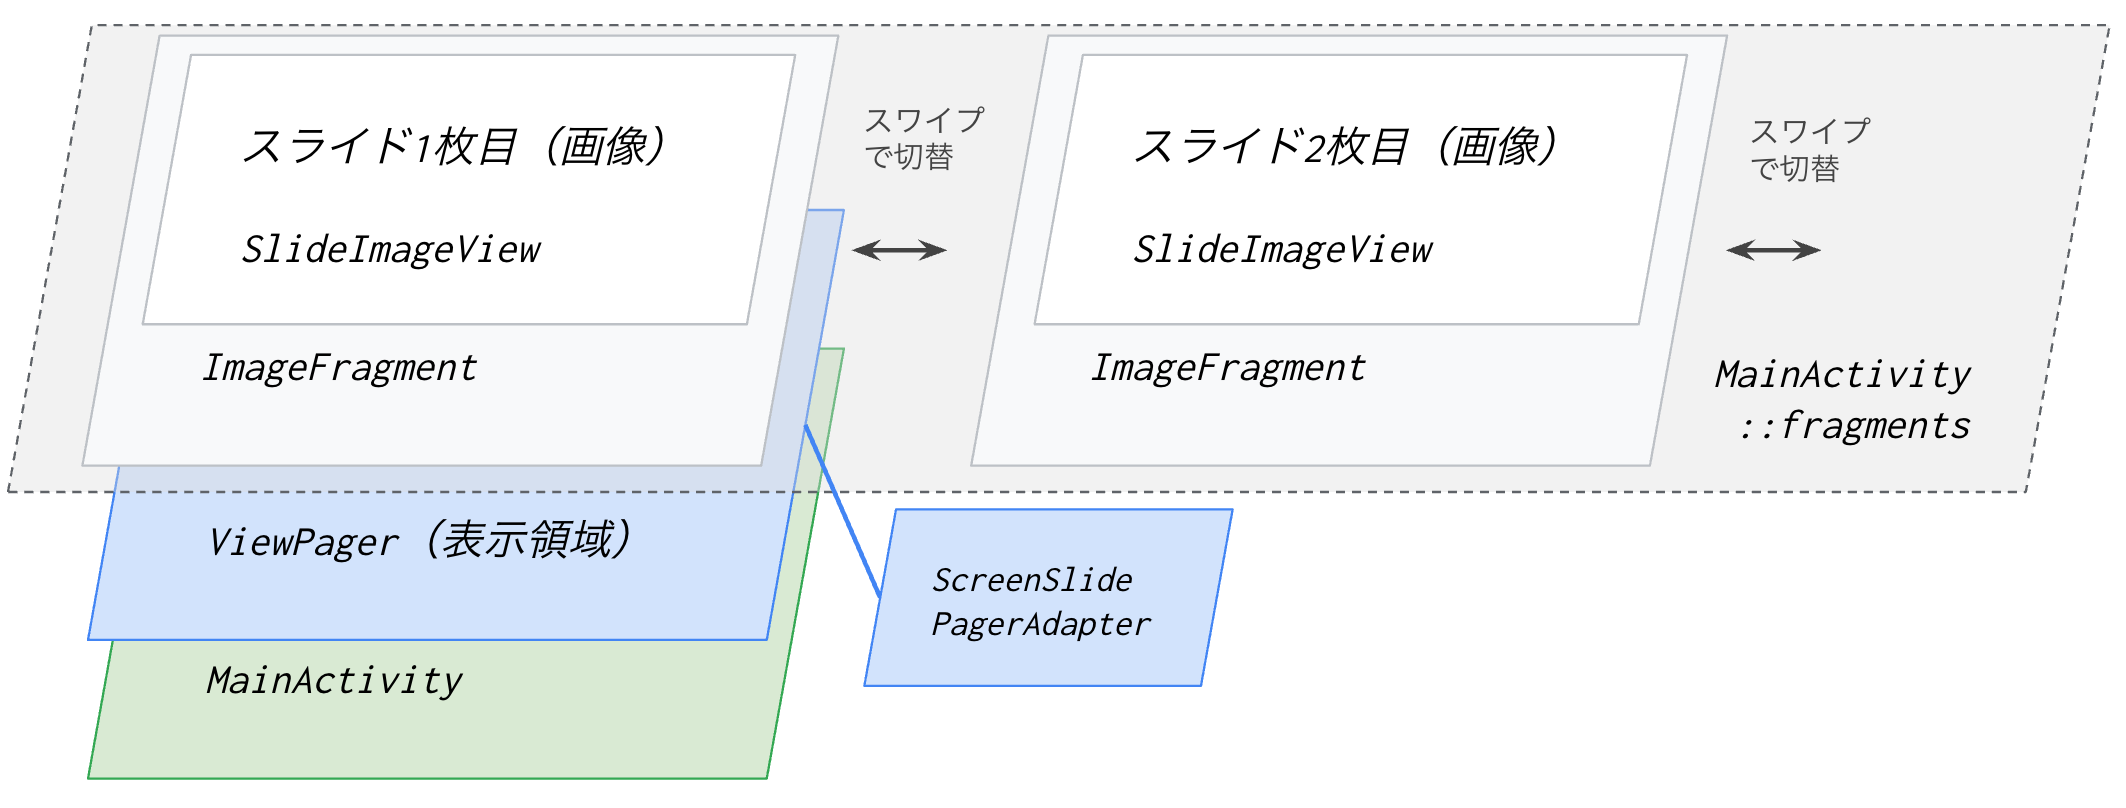 スライド1枚目（画像）
SlideImageView
ImageFragment
スワイプ
で切替
スライド2枚目（画像）
SlideImageView
ImageFragment
スワイプ
で切替
MainActivity
::fragments
ViewPager（表示領域）
ScreenSlide
PagerAdapter
MainActivity